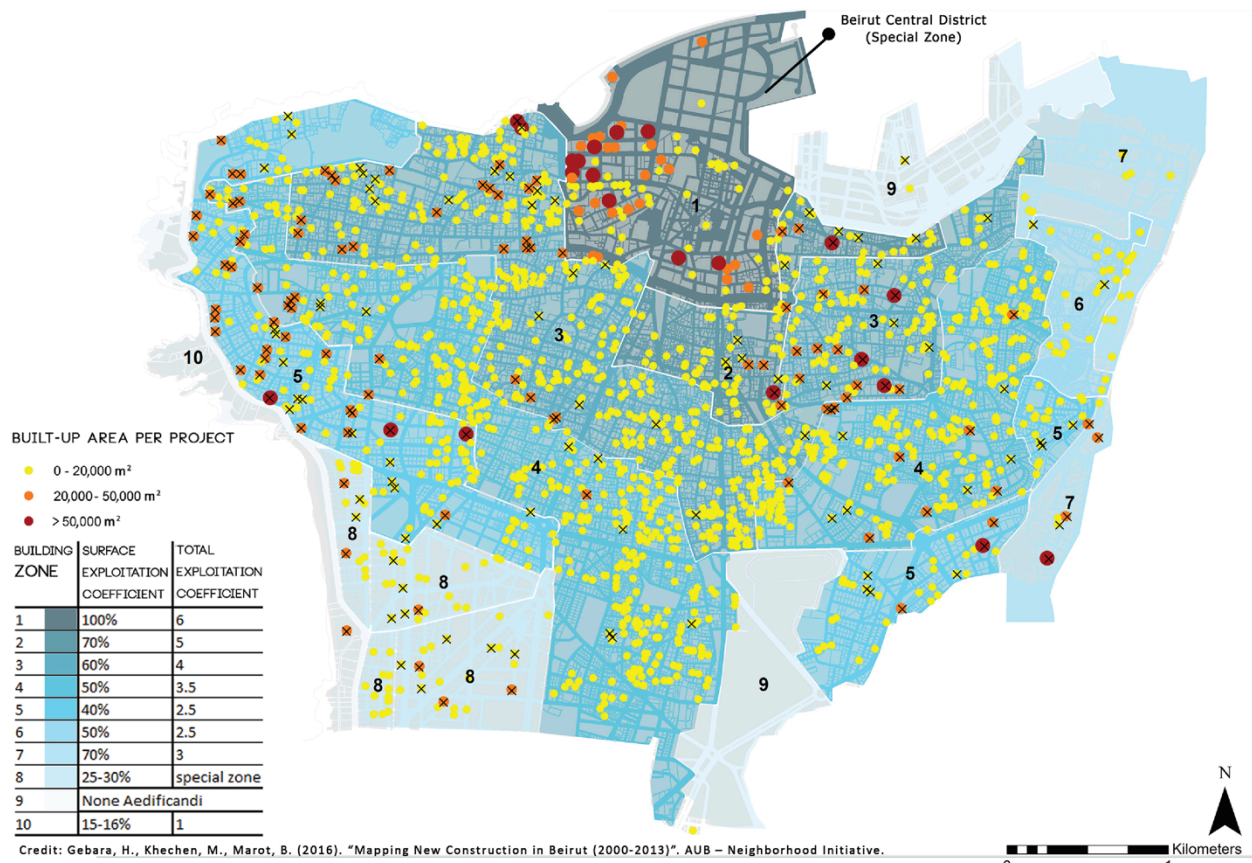 Beirut Central District
(Special Zone)
7
9
1
6
3
3
10
2
5
5
4
4
7
8
5
8
9
8
8
BUILT-UP AREA PER PROJECT
0 - 20,000 m²
20,000 - 50,000 m²
> 50,000 m²
BUILDING ZONE SURFACE EXPLOITATION COEFFICIENT TOTAL EXPLOITATION COEFFICIENT
1 100% 6
2 70% 5
3 60% 4
4 50% 3.5
5 40% 2.5
6 50% 2.5
7 70% 3
8 25-30% special zone
9 None Aedificandi
10 15-16% 1
N
Kilometers
Credit: Gebara, H., Khechen, M., Marot, B. (2016). "Mapping New Construction in Beirut (2000-2013)". AUB – Neighborhood Initiative.